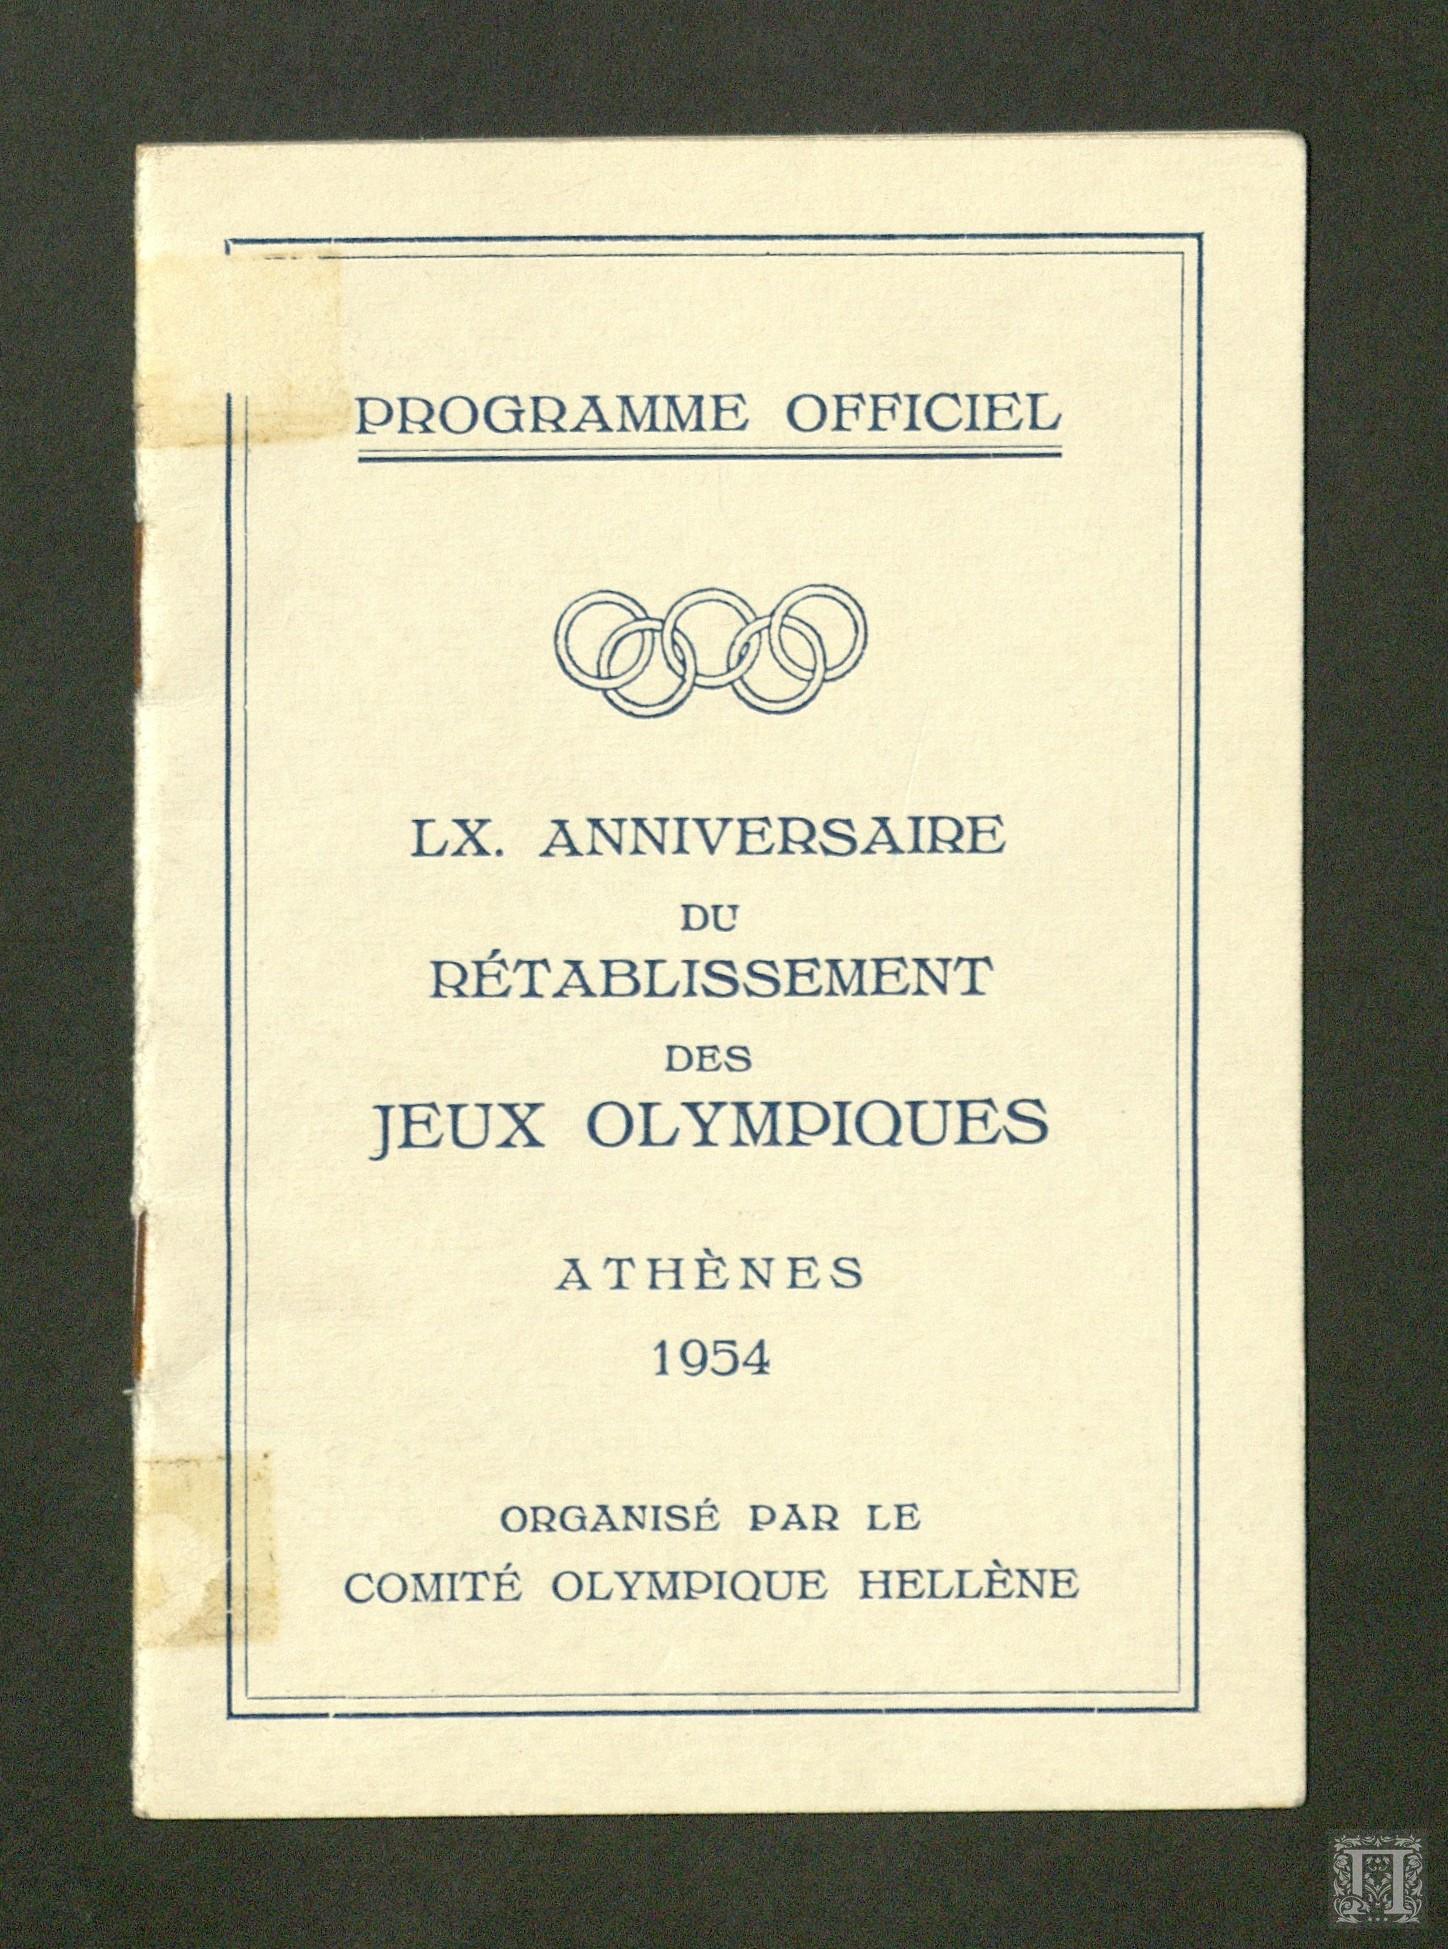 PROGRAMME OFFICIEL
LX. ANNIVERSAIRE
DU
RÉTABLISSEMENT
DES
JEUX OLYMPIQUES
ATHÈNES
1954
ORGANISÉ PAR LE
COMITÉ OLYMPIQUE HELLÈNE
П